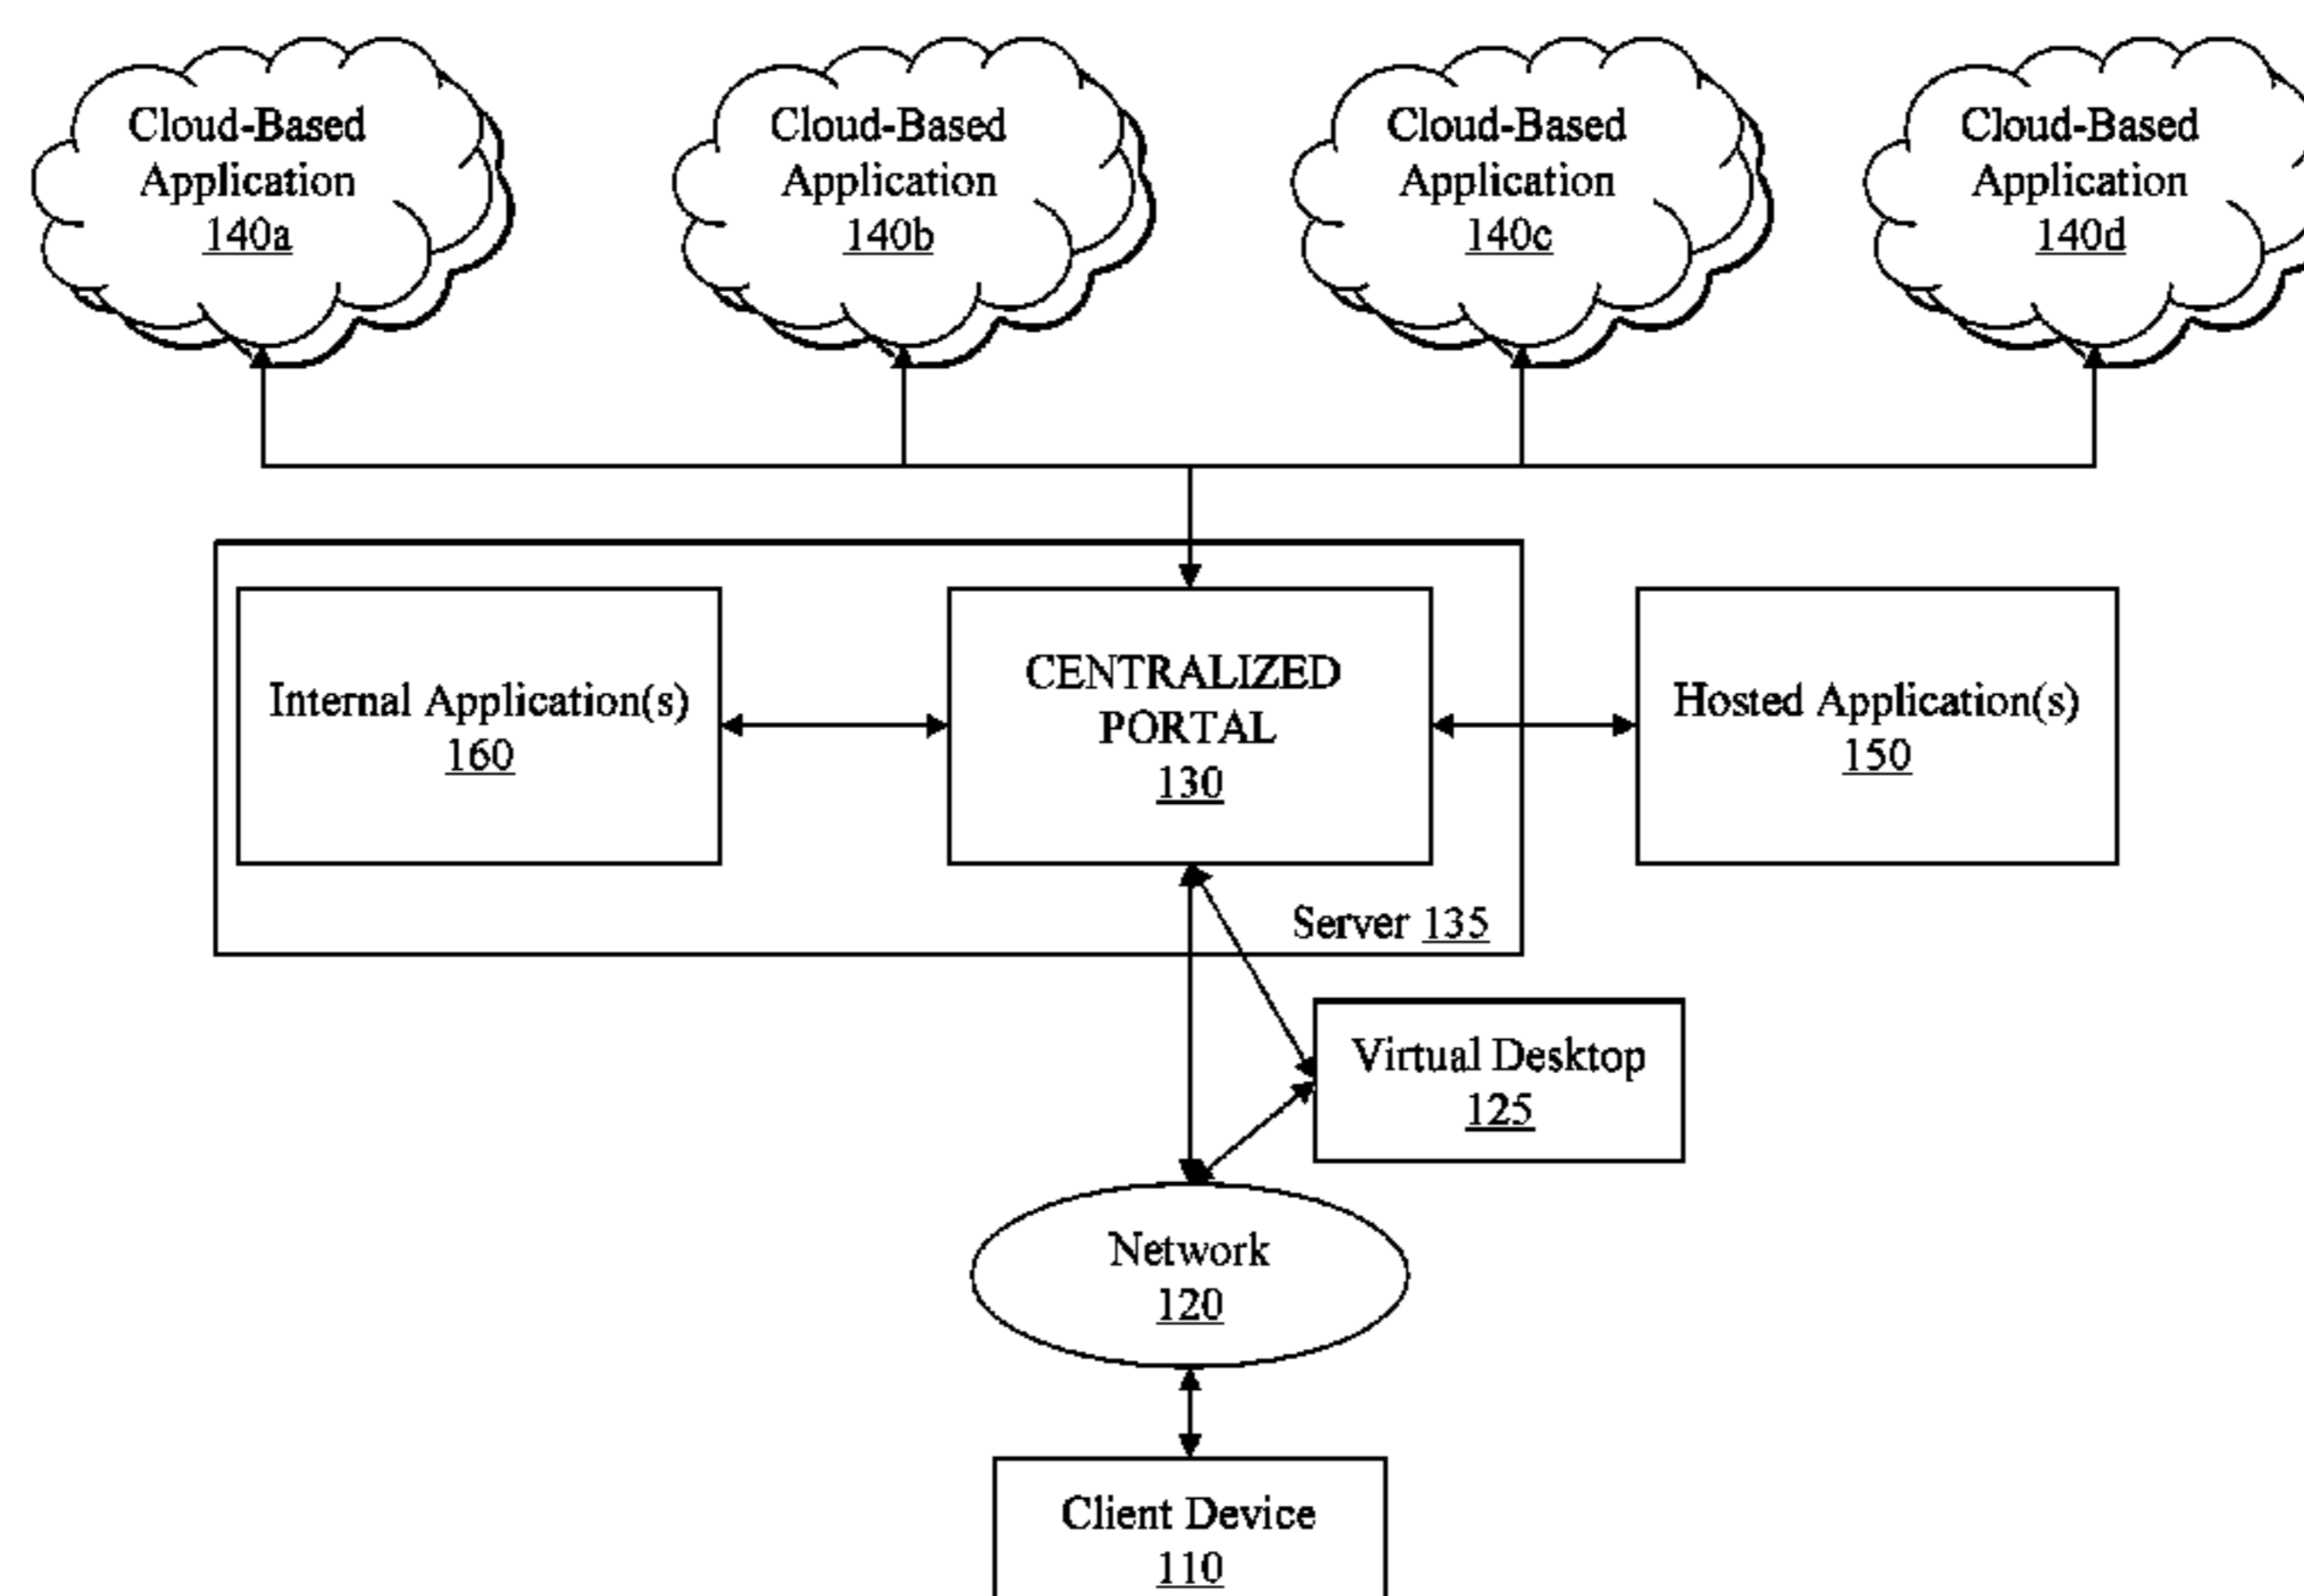 Cloud-Based
Application
140a
Cloud-Based
Application
140b
Cloud-Based
Application
140c
Cloud-Based
Application
140d
Internal Application(s)
160
CENTRALIZED
PORTAL
130
Hosted Application(s)
150
Server 135
Virtual Desktop
125
Network
120
Client Device
110